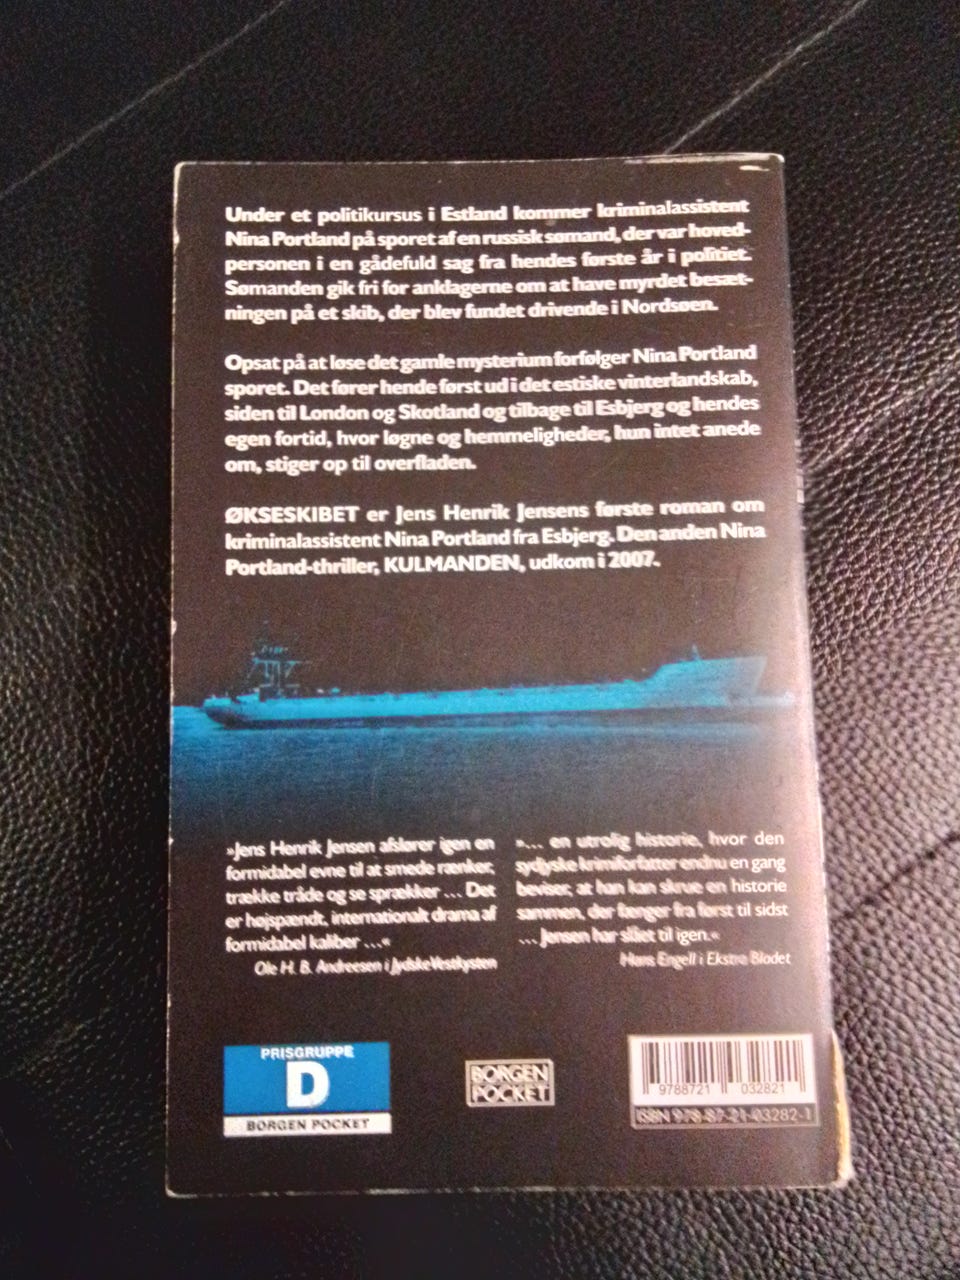 Under et politikursus i Estland kommer kriminalassistent
Nina Portland på sporet af en russisk sømand, der var hoved-
personen i en gådefuld sag fra hendes første år i politiet.
Sømanden gik fri for anklagerne om at have myrdet besæt-
ningen på et skib, der blev fundet drivende i Nordsøen.
Opsat på at løse det gamle mysterium forfølger Nina Portland
sporet. Det fører hende først ud i det estiske vinterlandskab,
siden til London og Skotland og tilbage til Esbjerg og hendes
egen fortid, hvor løgne og hemmeligheder, hun intet anede
om, stiger op til overfladen.
ØKSESKIBET er Jens Henrik Jensens første roman om
kriminalassistent Nina Portland fra Esbjerg. Den anden Nina
Portland-thriller, KULMANDEN, udkom i 2007.
»Jens Henrik Jensen afslører igen en
formidabel evne til at smede rænker,
trække tråde og se sprækker ... Det
er højspændt, internationalt drama af
formidabel kaliber ...«
Ole H. B. Andreesen i JydskeVestkysten
»... en utrolig historie, hvor den
sydjyske krimiforfatter endnu en gang
beviser, at han kan skrue en historie
sammen, der fænger fra først til sidst
... Jensen har slået til igen.«
Hans Engell i Ekstra Bladet
PRISGRUPPE
D
BORGEN POCKET
BORGEN
POCKET
9788721 032821
ISBN 978-87-21-03282-1